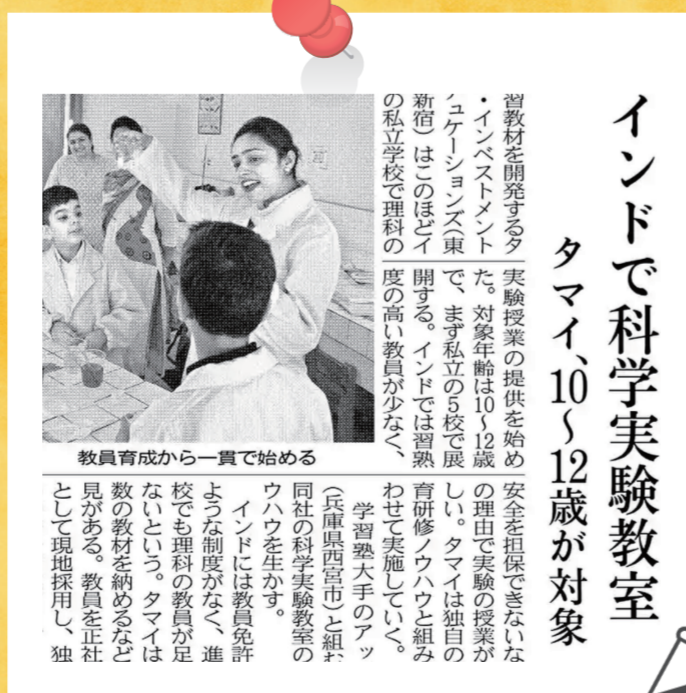 インドで科学実験教室
タマイ、10〜12歳が対象
習教材を開発するタ
・インベストメント
ュケーションズ(東
新宿)はこのほどイ
の私立学校で理科の
実験授業の提供を始め
た。対象年齢は10〜12歳
で、まず私立の5校で展
開する。インドでは習熟
度の高い教員が少なく、
安全を担保できないな
の理由で実験の授業が
しい。タマイは独自の
育研修ノウハウと組み
わせて実施していく。
学習塾大手のアッ
(兵庫県西宮市)と組む
同社の科学実験教室の
ウハウを生かす。
インドには教員免許
ような制度がなく、進
校でも理科の教員が足
ないという。タマイは
数の教材を納めるなど
見がある。教員を正社
として現地採用し、独
教員育成から一貫で始める